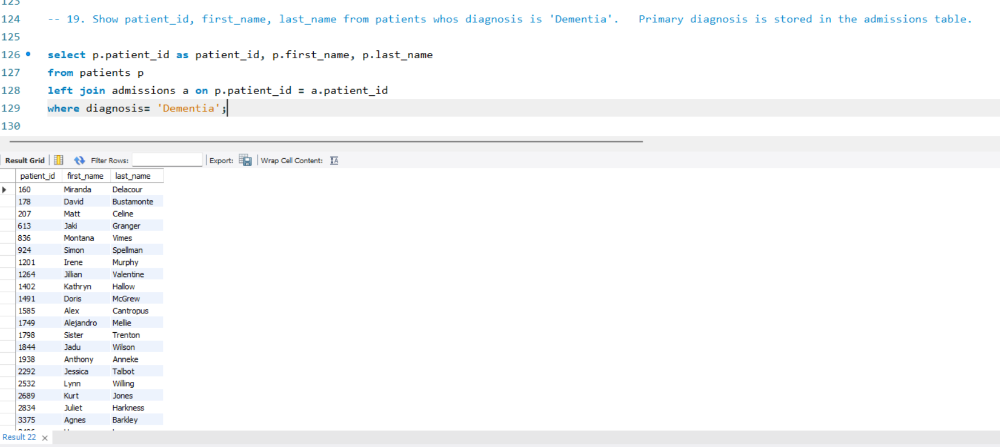 123
124 -- 19. Show patient_id, first_name, last_name from patients whos diagnosis is 'Dementia'.   Primary diagnosis is stored in the admissions table.
125
126 select p.patient_id as patient_id, p.first_name, p.last_name
127 from patients p
128 left join admissions a on p.patient_id = a.patient_id
129 where diagnosis= 'Dementia';
130
Result Grid Filter Rows: Export: Wrap Cell Content:
patient_id first_name last_name
160 Miranda Delacour
178 David Bustamonte
207 Matt Celine
613 Jaki Granger
836 Montana Vimes
924 Simon Spellman
1201 Irene Murphy
1264 Jillian Valentine
1402 Kathryn Hallow
1491 Doris McGrew
1585 Alex Cantropus
1749 Alejandro Mellie
1798 Sister Trenton
1844 Jadu Wilson
1938 Anthony Anneke
2292 Jessica Talbot
2532 Lynn Willing
2689 Kurt Jones
2834 Juliet Harkness
3375 Agnes Barkley
Result 22